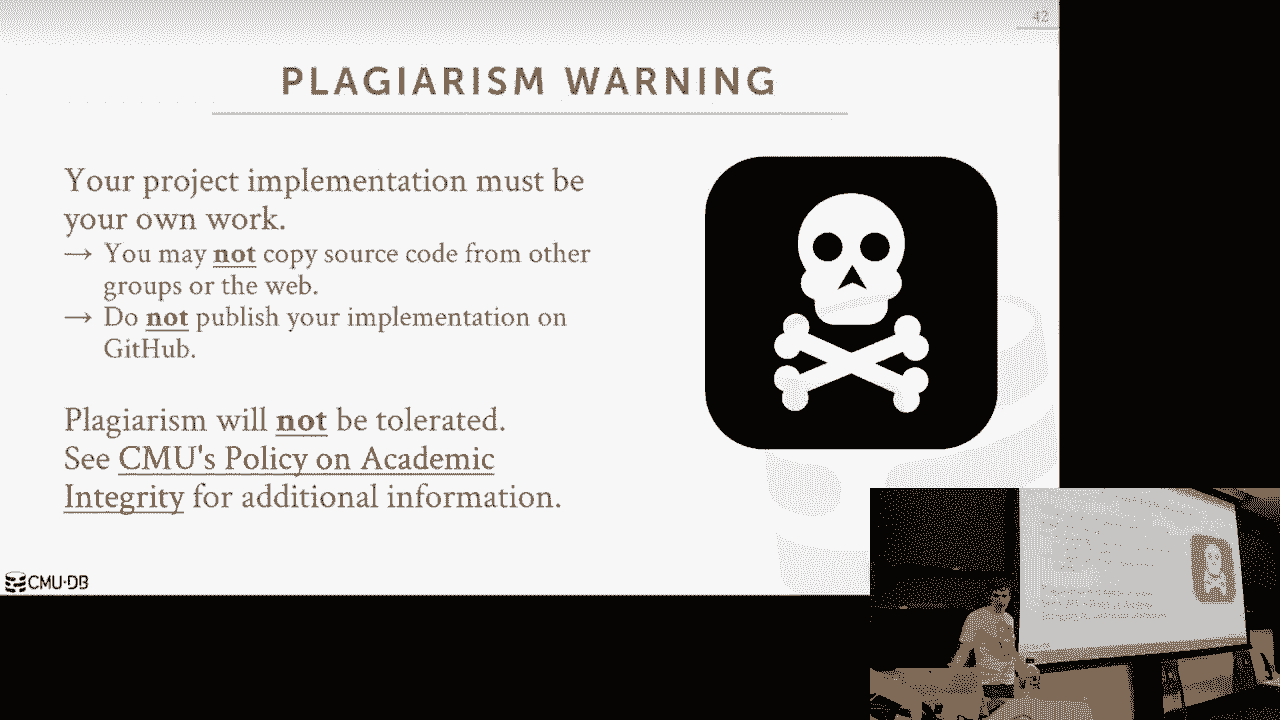 42
PLAGIARISM WARNING
Your project implementation must be
your own work.
→ You may not copy source code from other
groups or the web.
→ Do not publish your implementation on
GitHub.
Plagiarism will not be tolerated.
See CMU's Policy on Academic
Integrity for additional information.
CMU·DB